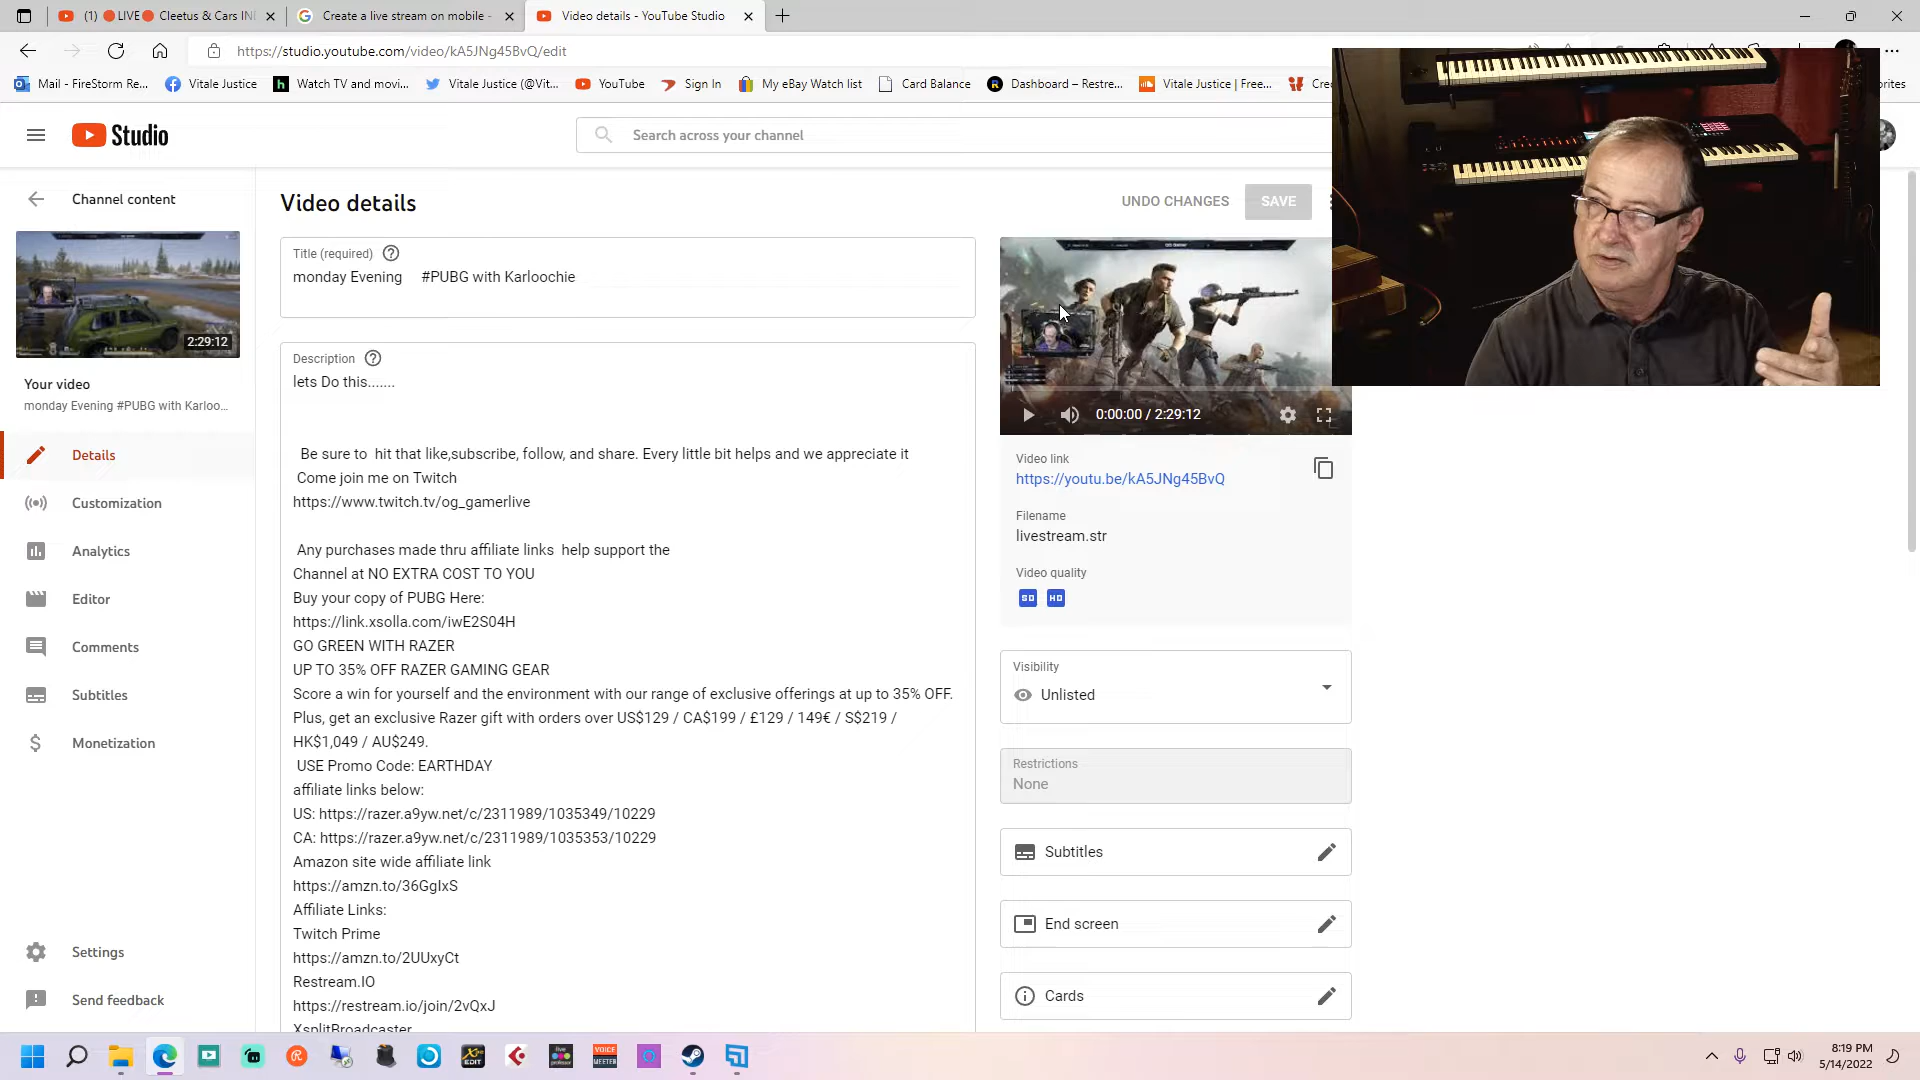 (1) 🔴LIVE🔴 Cleetus & Cars IN
Create a live stream on mobile -
Video details - YouTube Studio
https://studio.youtube.com/video/kA5JNg45BvQ/edit
Mail - FireStorm Re...
Vitale Justice
Watch TV and movi...
Vitale Justice (@Vit...
YouTube
Sign In
My eBay Watch list
Card Balance
Dashboard – Restre...
Vitale Justice | Free...
Cre
orites
Studio
Search across your channel
Channel content
2:29:12
Your video
monday Evening #PUBG with Karloo...
Details
Customization
Analytics
Editor
Comments
Subtitles
Monetization
Settings
Send feedback
Video details
UNDO CHANGES
SAVE
Title (required)
monday Evening #PUBG with Karloochie
Description
lets Do this.......
Be sure to hit that like,subscribe, follow, and share. Every little bit helps and we appreciate it
Come join me on Twitch
https://www.twitch.tv/og_gamerlive
Any purchases made thru affiliate links help support the
Channel at NO EXTRA COST TO YOU
Buy your copy of PUBG Here:
https://link.xsolla.com/iwE2S04H
GO GREEN WITH RAZER
UP TO 35% OFF RAZER GAMING GEAR
Score a win for yourself and the environment with our range of exclusive offerings at up to 35% OFF.
Plus, get an exclusive Razer gift with orders over US$129 / CA$199 / £129 / 149€ / S$219 /
HK$1,049 / AU$249.
USE Promo Code: EARTHDAY
affiliate links below:
US: https://razer.a9yw.net/c/2311989/1035349/10229
CA: https://razer.a9yw.net/c/2311989/1035353/10229
Amazon site wide affiliate link
https://amzn.to/36GgIxS
Affiliate Links:
Twitch Prime
https://amzn.to/2UUxyCt
Restream.IO
https://restream.io/join/2vQxJ
XsplitBroadcaster
0:00:00 / 2:29:12
Video link
https://youtu.be/kA5JNg45BvQ
Filename
livestream.str
Video quality
SD HD
Visibility
Unlisted
Restrictions
None
Subtitles
End screen
Cards
EDIT
VOICE
MEETER
8:19 PM
5/14/2022